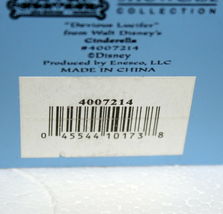 SHOWCASE
COLLECTION
"Devious Lucifer"
from Walt Disney's
Cinderella
#4007214
©Disney
Produced by Enesco, LLC
MADE IN CHINA
4007214
0 45544 10173 8